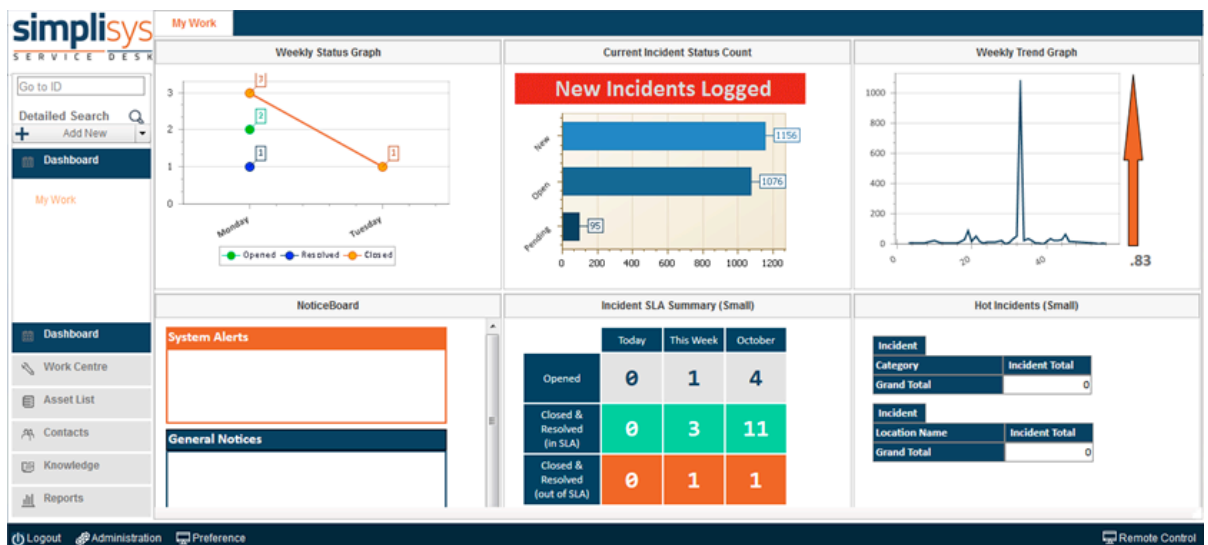 simplisys
SERVICE DESK
My Work
Go to ID
Detailed Search
Add New
Dashboard
My Work
Dashboard
Work Centre
Asset List
Contacts
Knowledge
Reports
Weekly Status Graph
3
2
1
0
?
2
1
1
Monday
Tuesday
Opened Resolved Closed
Current Incident Status Count
New Incidents Logged
New
1156
Open
1076
Pending
95
0 200 400 600 800 1000 1200
Weekly Trend Graph
1000
800
600
400
200
0
0 20 40
.83
NoticeBoard
System Alerts
General Notices
Incident SLA Summary (Small)
Today This Week October
Opened 0 1 4
Closed &
Resolved
(in SLA)
0 3 11
Closed &
Resolved
(out of SLA)
0 1 1
Hot Incidents (Small)
Incident
Category Incident Total
Grand Total 0
Incident
Location Name Incident Total
Grand Total 0
Logout Administration Preference Remote Control